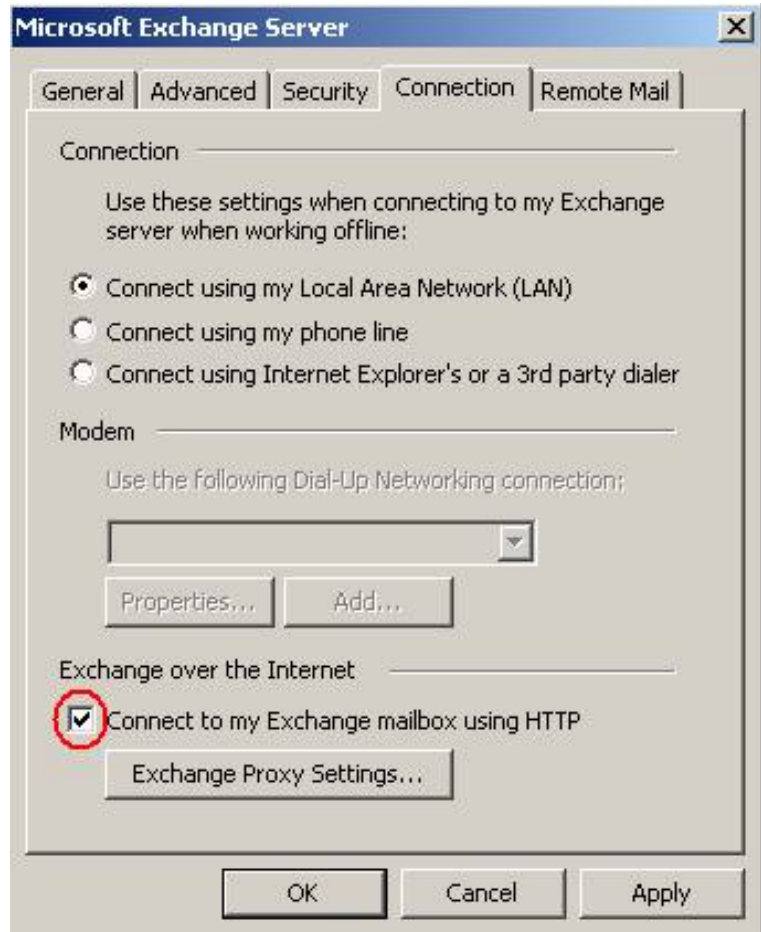 Microsoft Exchange Server
General Advanced Security Connection Remote Mail
Connection
Use these settings when connecting to my Exchange
server when working offline:
Connect using my Local Area Network (LAN)
Connect using my phone line
Connect using Internet Explorer's or a 3rd party dialer
Modem
Use the following Dial-Up Networking connection:
Properties... Add...
Exchange over the Internet
Connect to my Exchange mailbox using HTTP
Exchange Proxy Settings...
OK Cancel Apply